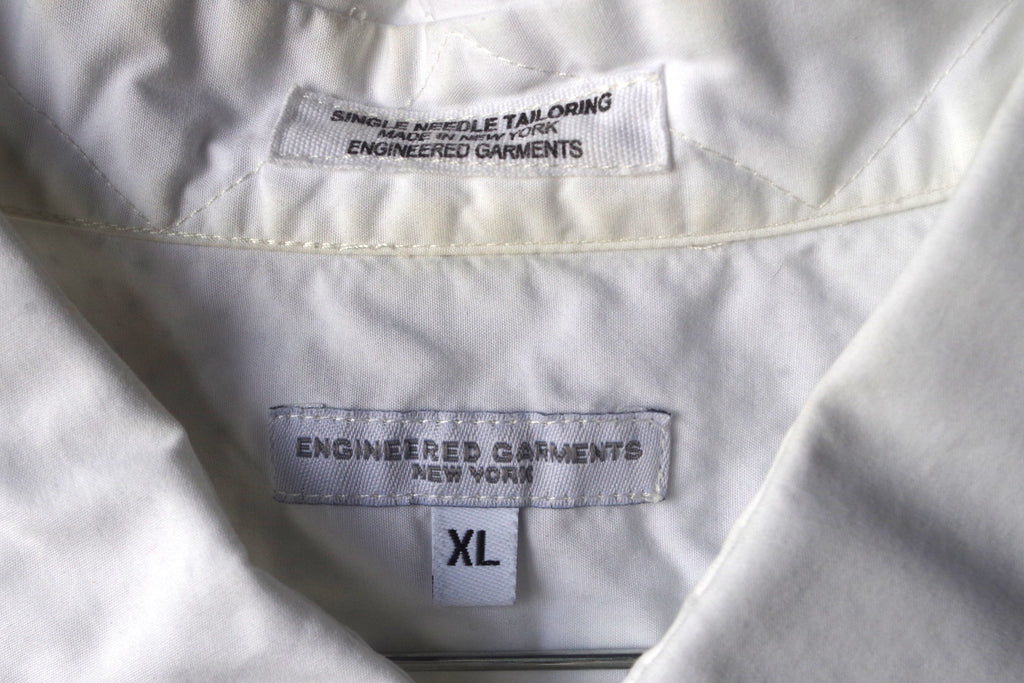 SINGLE NEEDLE TAILORING
MADE IN NEW YORK
ENGINEERED GARMENTS
ENGINEERED GARMENTS
NEW YORK
XL